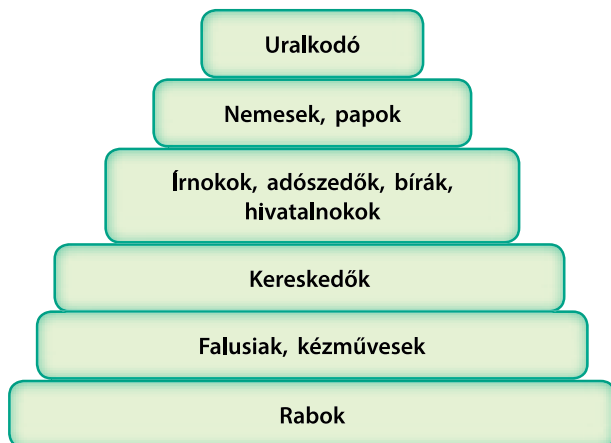 Uralkodó
Nemesek, papok
Írnokok, adószedők, bírák,
hivatalnokok
Kereskedők
Falusiak, kézművesek
Rabok